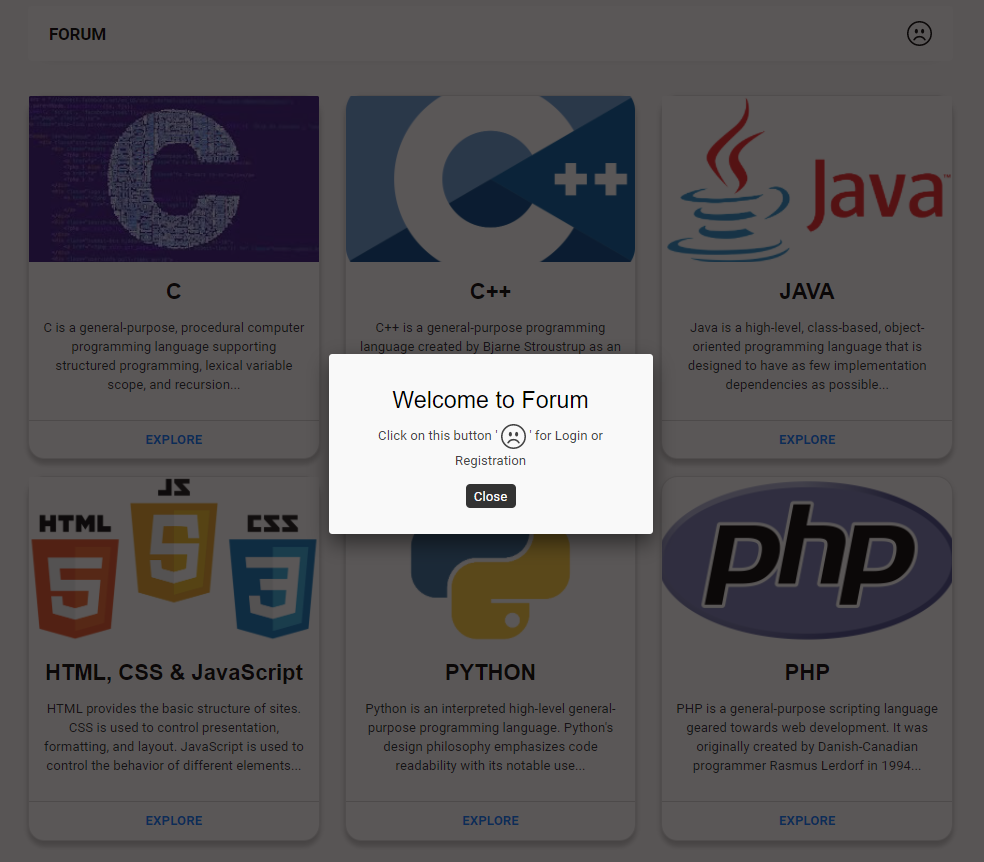 FORUM
C
C++
Java™
C
C is a general-purpose, procedural computer
programming language supporting
structured programming, lexical variable
scope, and recursion...
EXPLORE
C++
C++ is a general-purpose programming
language created by Bjarne Stroustrup as an
JAVA
Java is a high-level, class-based, object-
oriented programming language that is
designed to have as few implementation
dependencies as possible...
EXPLORE
Welcome to Forum
Click on this button ' ' for Login or
Registration
Close
HTML
5
JS
5
CSS
3
php
HTML, CSS & JavaScript
HTML provides the basic structure of sites.
CSS is used to control presentation,
formatting, and layout. JavaScript is used to
control the behavior of different elements...
EXPLORE
PYTHON
Python is an interpreted high-level general-
purpose programming language. Python's
design philosophy emphasizes code
readability with its notable use...
EXPLORE
PHP
PHP is a general-purpose scripting language
geared towards web development. It was
originally created by Danish-Canadian
programmer Rasmus Lerdorf in 1994...
EXPLORE